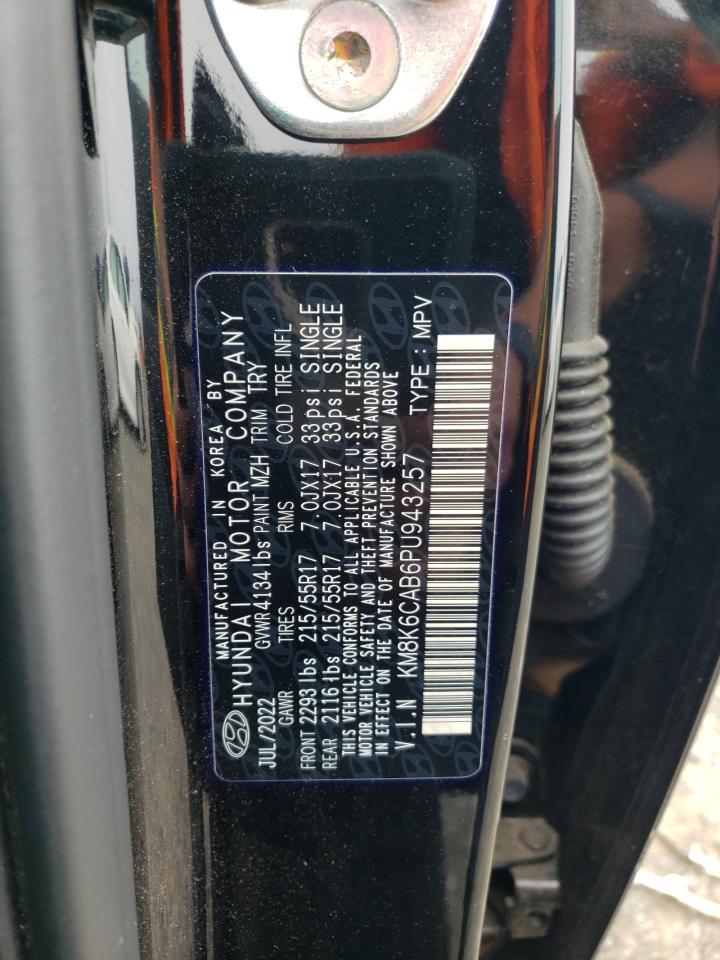 MANUFACTURED IN KOREA BY
HYUNDAI MOTOR COMPANY
JUL/2022 GVWR 4134 lbs PAINT MZH TRIM TRY
GAWR TIRES RIMS COLD TIRE INFL
FRONT 2293 lbs 215/55R17 7.0JX17 33psi SINGLE
REAR 2116 lbs 215/55R17 7.0JX17 33psi SINGLE
THIS VEHICLE CONFORMS TO ALL APPLICABLE U.S.A. FEDERAL
MOTOR VEHICLE SAFETY AND THEFT PREVENTION STANDARDS
IN EFFECT ON THE DATE OF MANUFACTURE SHOWN ABOVE
V.I.N KM8K6CAB6PU943257 TYPE : MPV